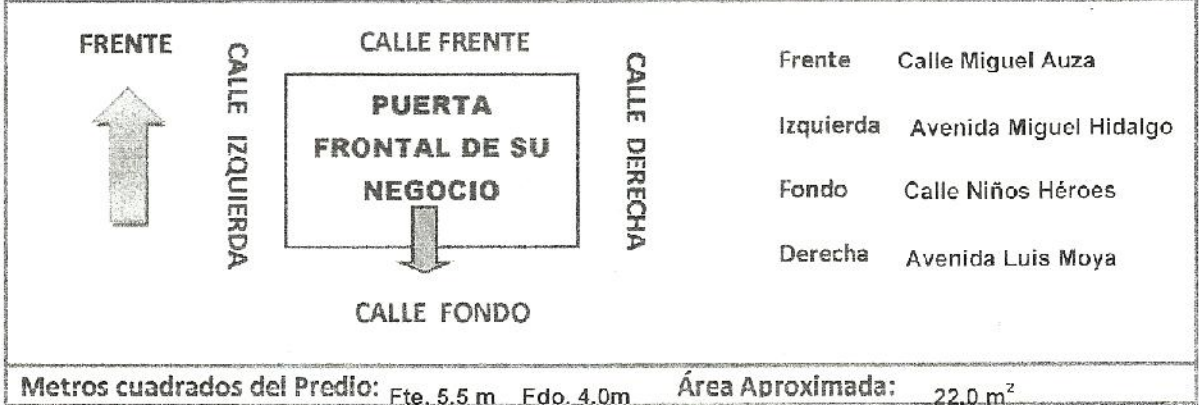 FRENTE
CALLE IZQUIERDA
CALLE FRENTE
PUERTA
FRONTAL DE SU
NEGOCIO
CALLE FONDO
CALLE DERECHA
Frente Calle Miguel Auza
Izquierda Avenida Miguel Hidalgo
Fondo Calle Niños Héroes
Derecha Avenida Luis Moya
Metros cuadrados del Predio: Fte. 5.5 m Fdo. 4.0m Área Aproximada: 22.0 m²